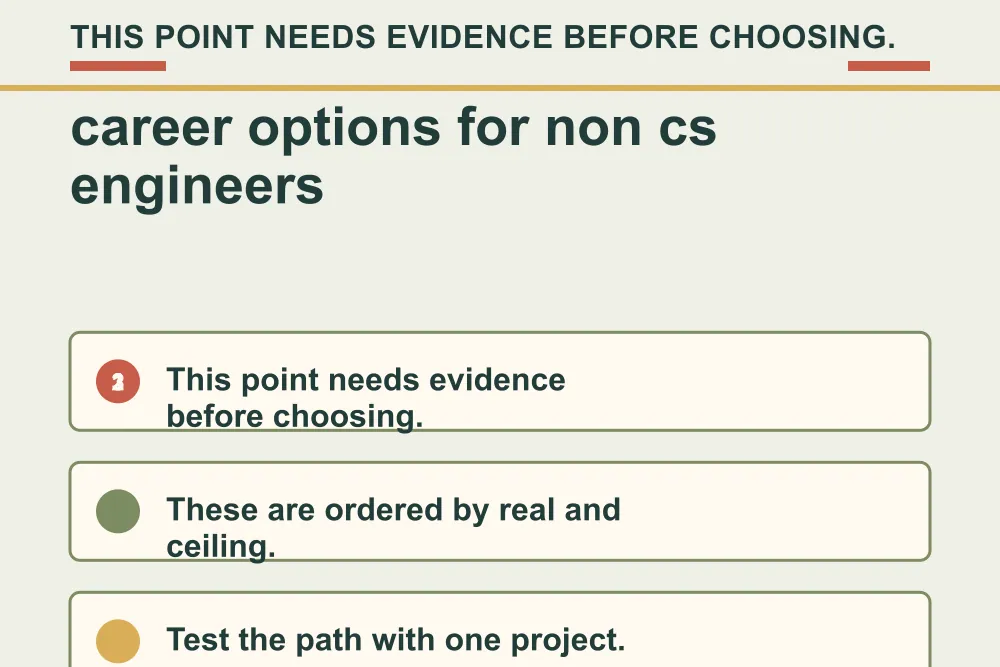 THIS POINT NEEDS EVIDENCE BEFORE CHOOSING.
career options for non cs
engineers
This point needs evidence
before choosing.
These are ordered by real and
ceiling.
Test the path with one project.